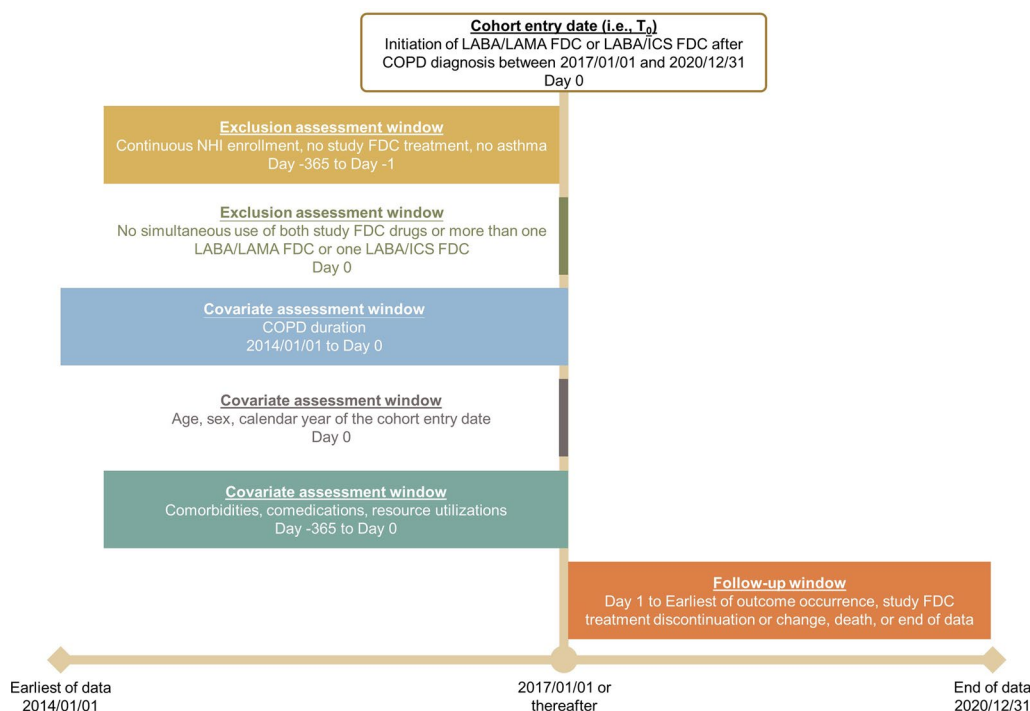 Cohort entry date (i.e., T0)
Initiation of LABA/LAMA FDC or LABA/ICS FDC after
COPD diagnosis between 2017/01/01 and 2020/12/31
Day 0
Exclusion assessment window
Continuous NHI enrollment, no study FDC treatment, no asthma
Day -365 to Day -1
Exclusion assessment window
No simultaneous use of both study FDC drugs or more than one
LABA/LAMA FDC or one LABA/ICS FDC
Day 0
Covariate assessment window
COPD duration
2014/01/01 to Day 0
Covariate assessment window
Age, sex, calendar year of the cohort entry date
Day 0
Covariate assessment window
Comorbidities, comedications, resource utilizations
Day -365 to Day 0
Follow-up window
Day 1 to Earliest of outcome occurrence, study FDC
treatment discontinuation or change, death, or end of data
Earliest of data
2014/01/01
2017/01/01 or
thereafter
End of data
2020/12/31